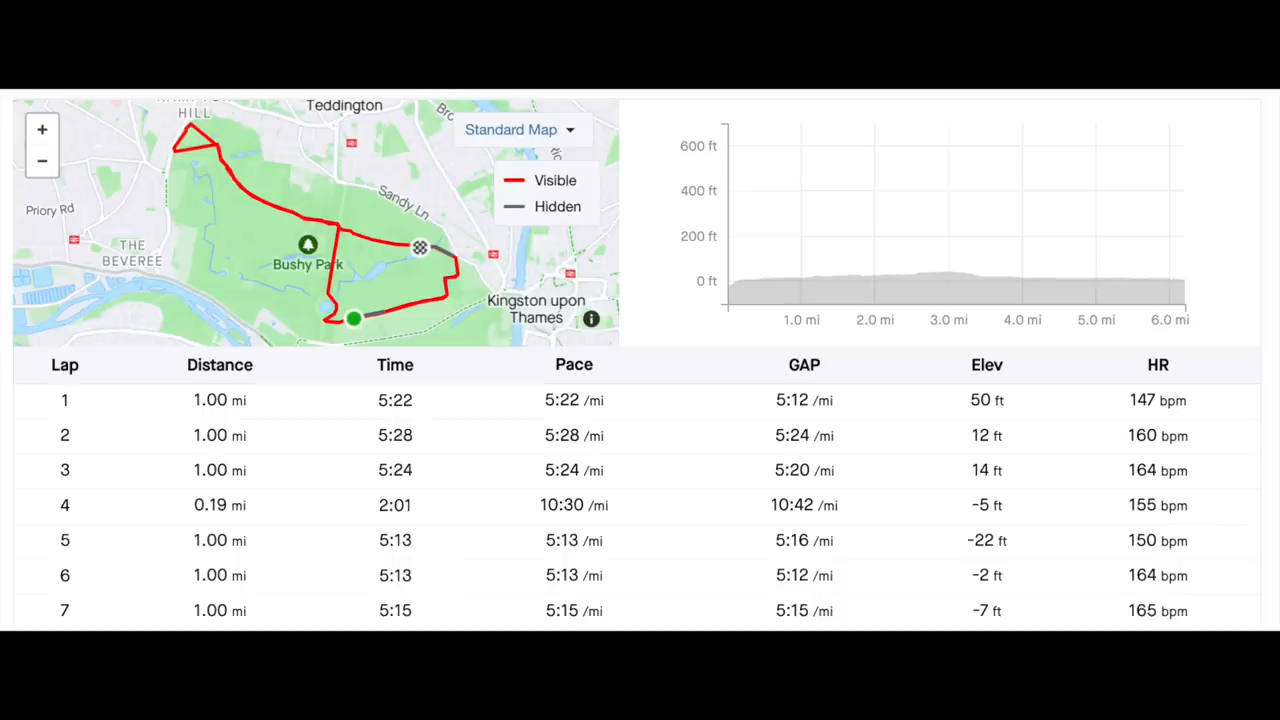 Teddington
HILL
Standard Map
Visible
Sandy Ln
Hidden
Priory Rd
THE
BEVEREE
Bushy Park
Kingston upon
Thames
+
−
600 ft
400 ft
200 ft
0 ft
1.0 mi 2.0 mi 3.0 mi 4.0 mi 5.0 mi 6.0 mi
Lap Distance Time Pace GAP Elev HR
1 1.00 mi 5:22 5:22 /mi 5:12 /mi 50 ft 147 bpm
2 1.00 mi 5:28 5:28 /mi 5:24 /mi 12 ft 160 bpm
3 1.00 mi 5:24 5:24 /mi 5:20 /mi 14 ft 164 bpm
4 0.19 mi 2:01 10:30 /mi 10:42 /mi -5 ft 155 bpm
5 1.00 mi 5:13 5:13 /mi 5:16 /mi -22 ft 150 bpm
6 1.00 mi 5:13 5:13 /mi 5:12 /mi -2 ft 164 bpm
7 1.00 mi 5:15 5:15 /mi 5:15 /mi -7 ft 165 bpm